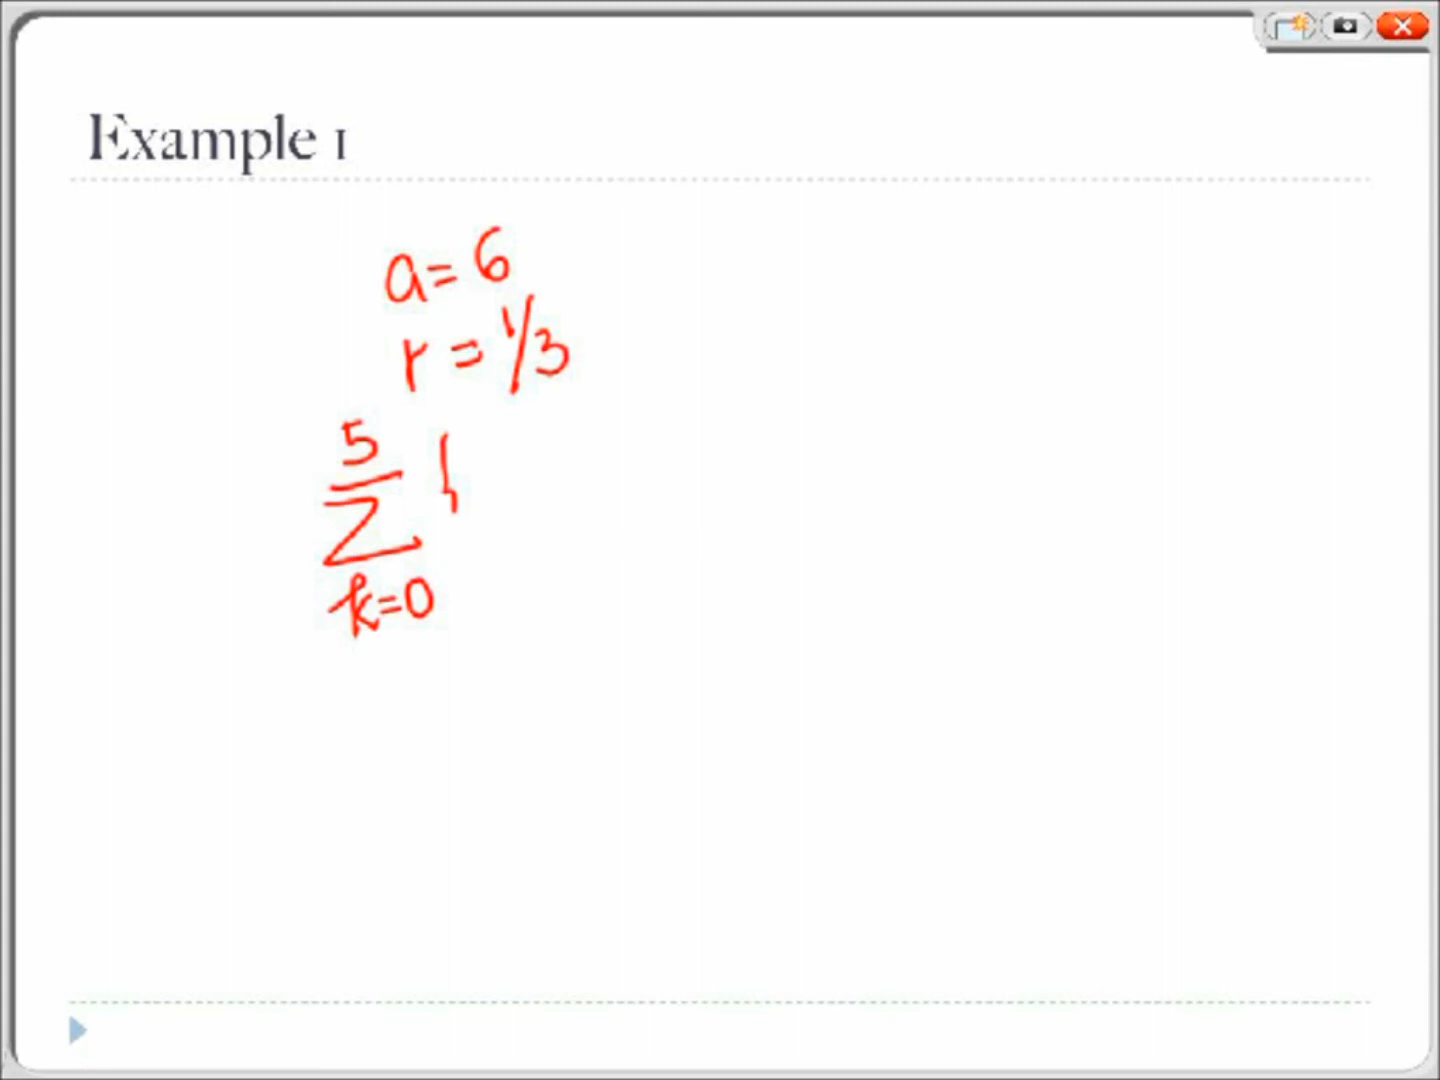 Example 1
a = 6
r = 1/3
5
Σ
k=0